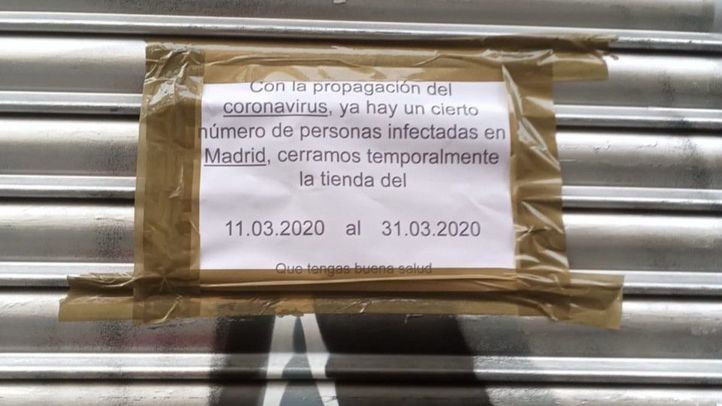 Con la propagación del
coronavirus, ya hay un cierto
número de personas infectadas en
Madrid, cerramos temporalmente
la tienda del
11.03.2020 al 31.03.2020
Que tengas buena salud